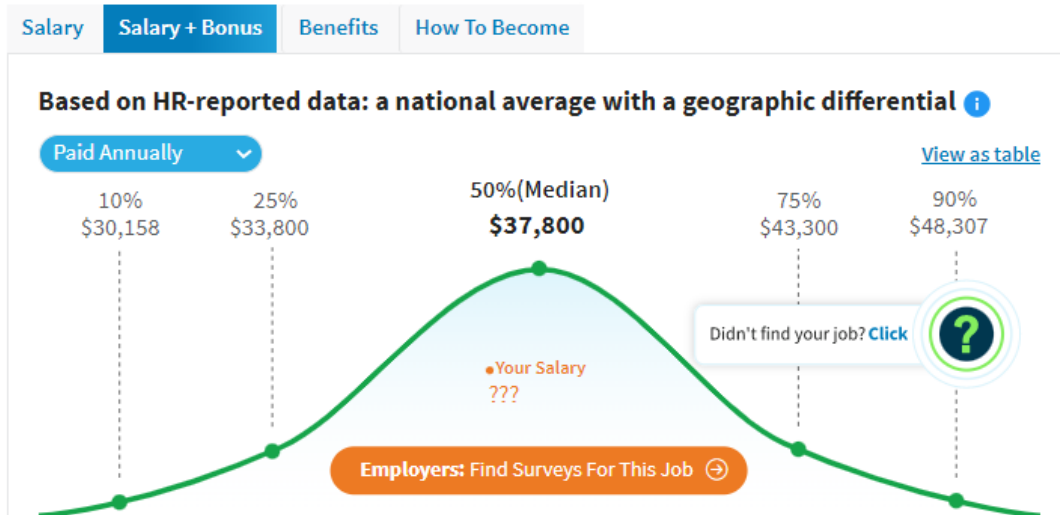 Salary Salary + Bonus Benefits How To Become
Based on HR-reported data: a national average with a geographic differential i
Paid Annually
View as table
10%
$30,158
25%
$33,800
50%(Median)
$37,800
75%
$43,300
90%
$48,307
Didn't find your job? Click
?
Your Salary
???
Employers: Find Surveys For This Job